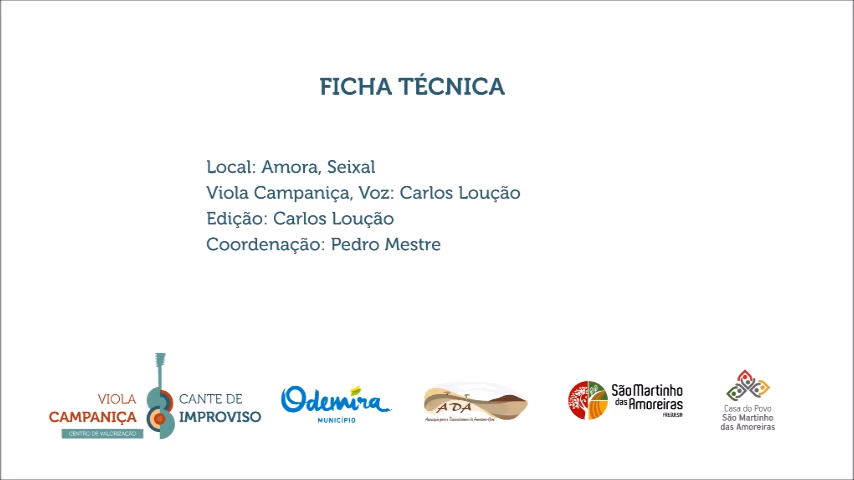 FICHA TÉCNICA
Local: Amora, Seixal
Viola Campaniça, Voz: Carlos Loução
Edição: Carlos Loução
Coordenação: Pedro Mestre
VIOLA
CAMPANIÇA
CENTRO DE VALORIZAÇÃO
CANTE DE
IMPROVISO
Odemira
MUNICÍPIO
ADA
São Martinho
das Amoreiras
FREGUESIA
Casa do Povo
São Martinho
das Amoreiras